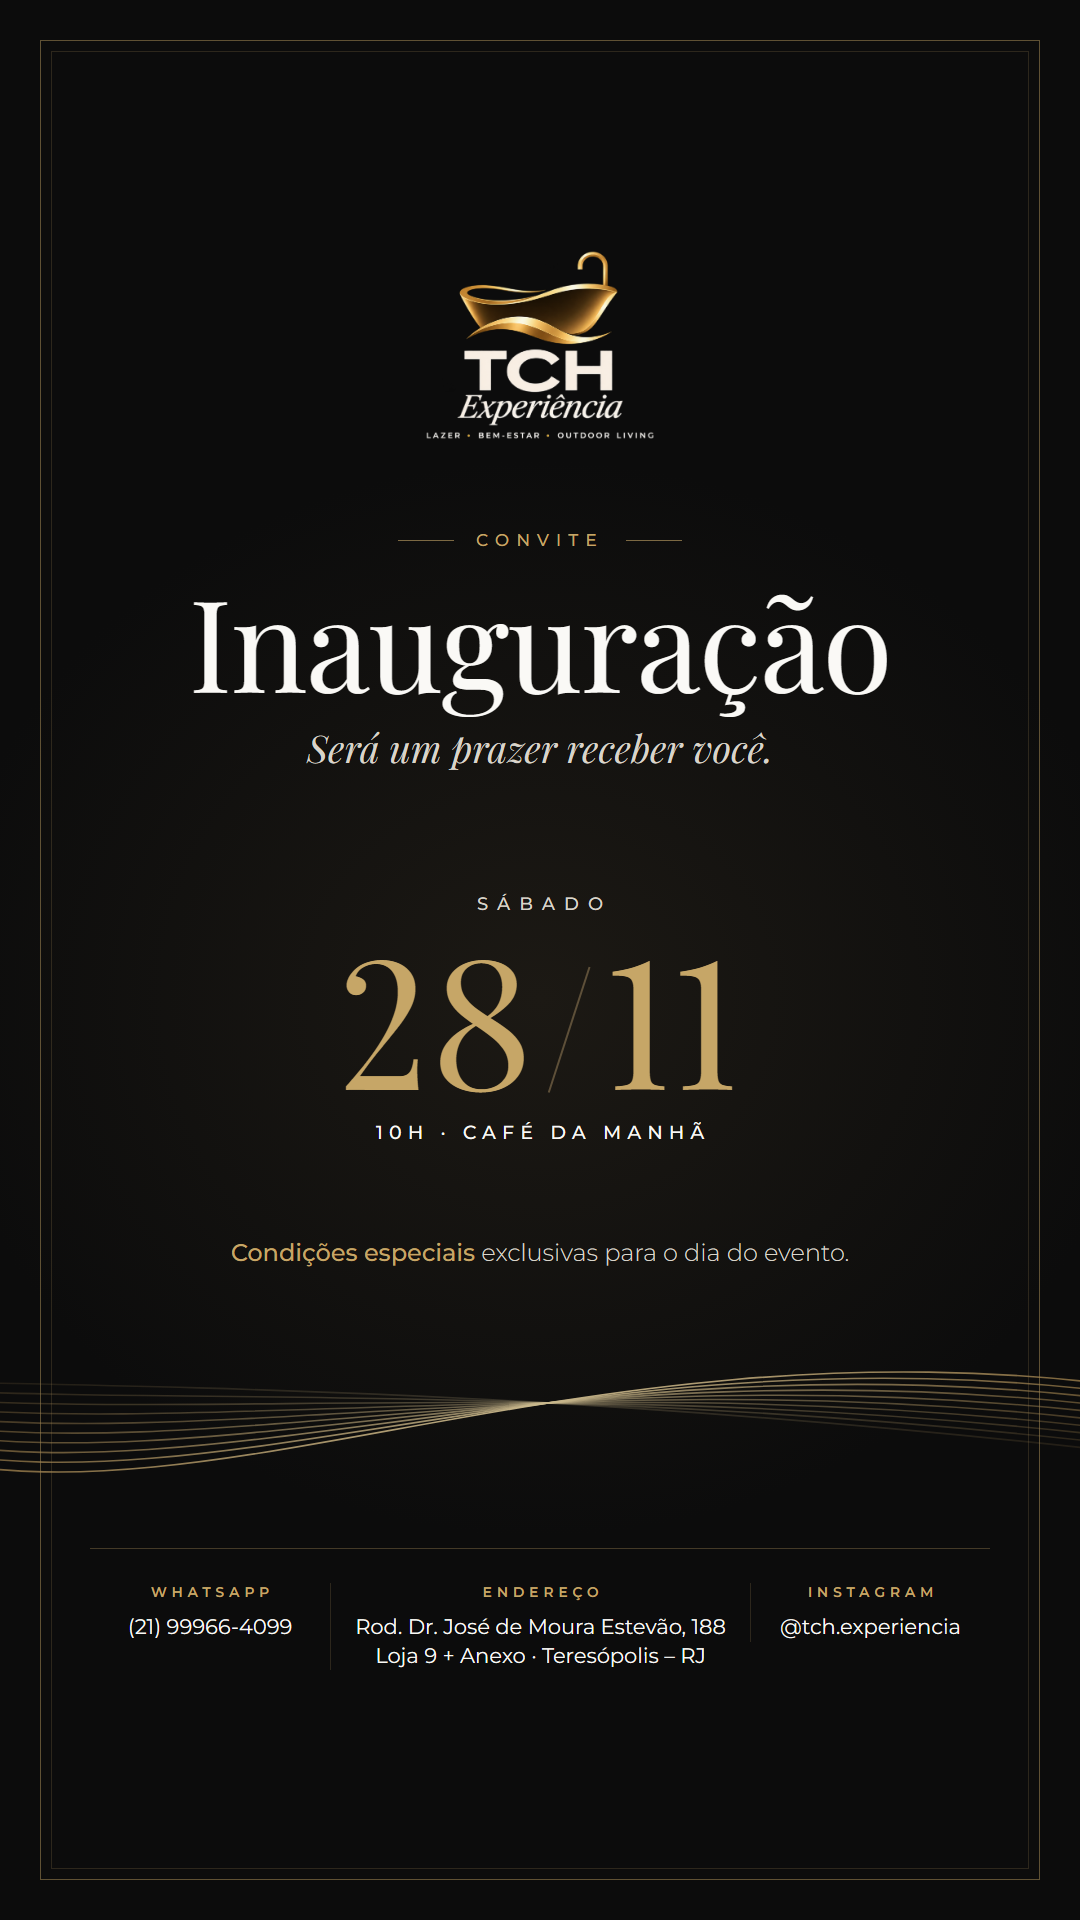 TCH
Experiência
LAZER • BEM-ESTAR • OUTDOOR LIVING
CONVITE
Inauguração
Será um prazer receber você.
SÁBADO
28/11
10H · CAFÉ DA MANHÃ
Condições especiais exclusivas para o dia do evento.
WHATSAPP
(21) 99966-4099
ENDEREÇO
Rod. Dr. José de Moura Estevão, 188
Loja 9 + Anexo · Teresópolis – RJ
INSTAGRAM
@tch.experiencia